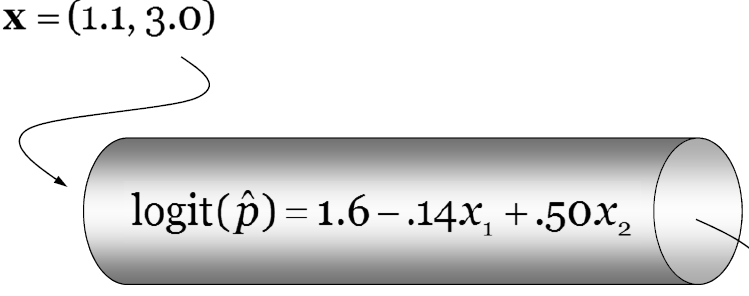 x = (1.1, 3.0)
logit(p̂) = 1.6 − .14x₁ + .50x₂